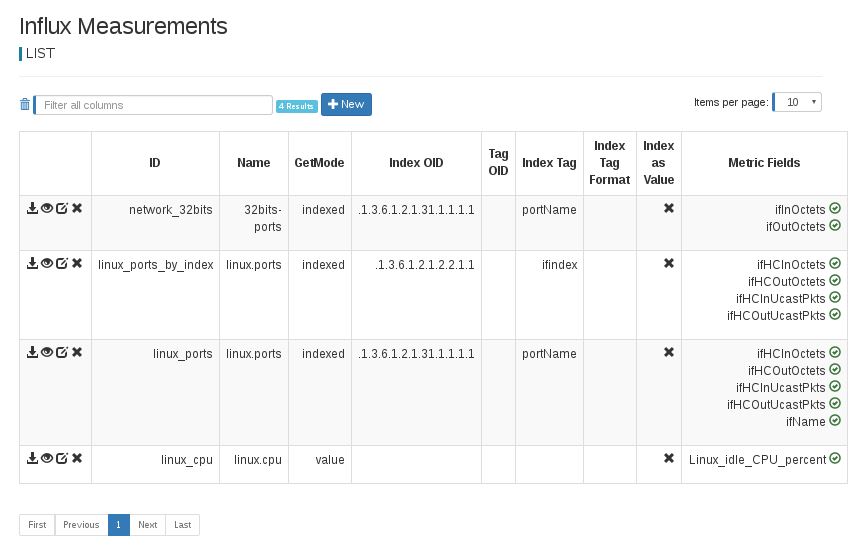 Influx Measurements
LIST
Filter all columns
4 Results
New
Items per page:
10
ID
Name
GetMode
Index OID
Tag
OID
Index Tag
Index
Tag
Format
Index
as
Value
Metric Fields
network_32bits
32bits-
ports
indexed
.1.3.6.1.2.1.31.1.1.1.1
portName
ifInOctets
ifOutOctets
linux_ports_by_index
linux.ports
indexed
.1.3.6.1.2.1.2.2.1.1
ifindex
ifHCInOctets
ifHCOutOctets
ifHCInUcastPkts
ifHCOutUcastPkts
linux_ports
linux.ports
indexed
.1.3.6.1.2.1.31.1.1.1.1
portName
ifHCInOctets
ifHCOutOctets
ifHCInUcastPkts
ifHCOutUcastPkts
ifName
linux_cpu
linux.cpu
value
Linux_idle_CPU_percent
First
Previous
1
Next
Last